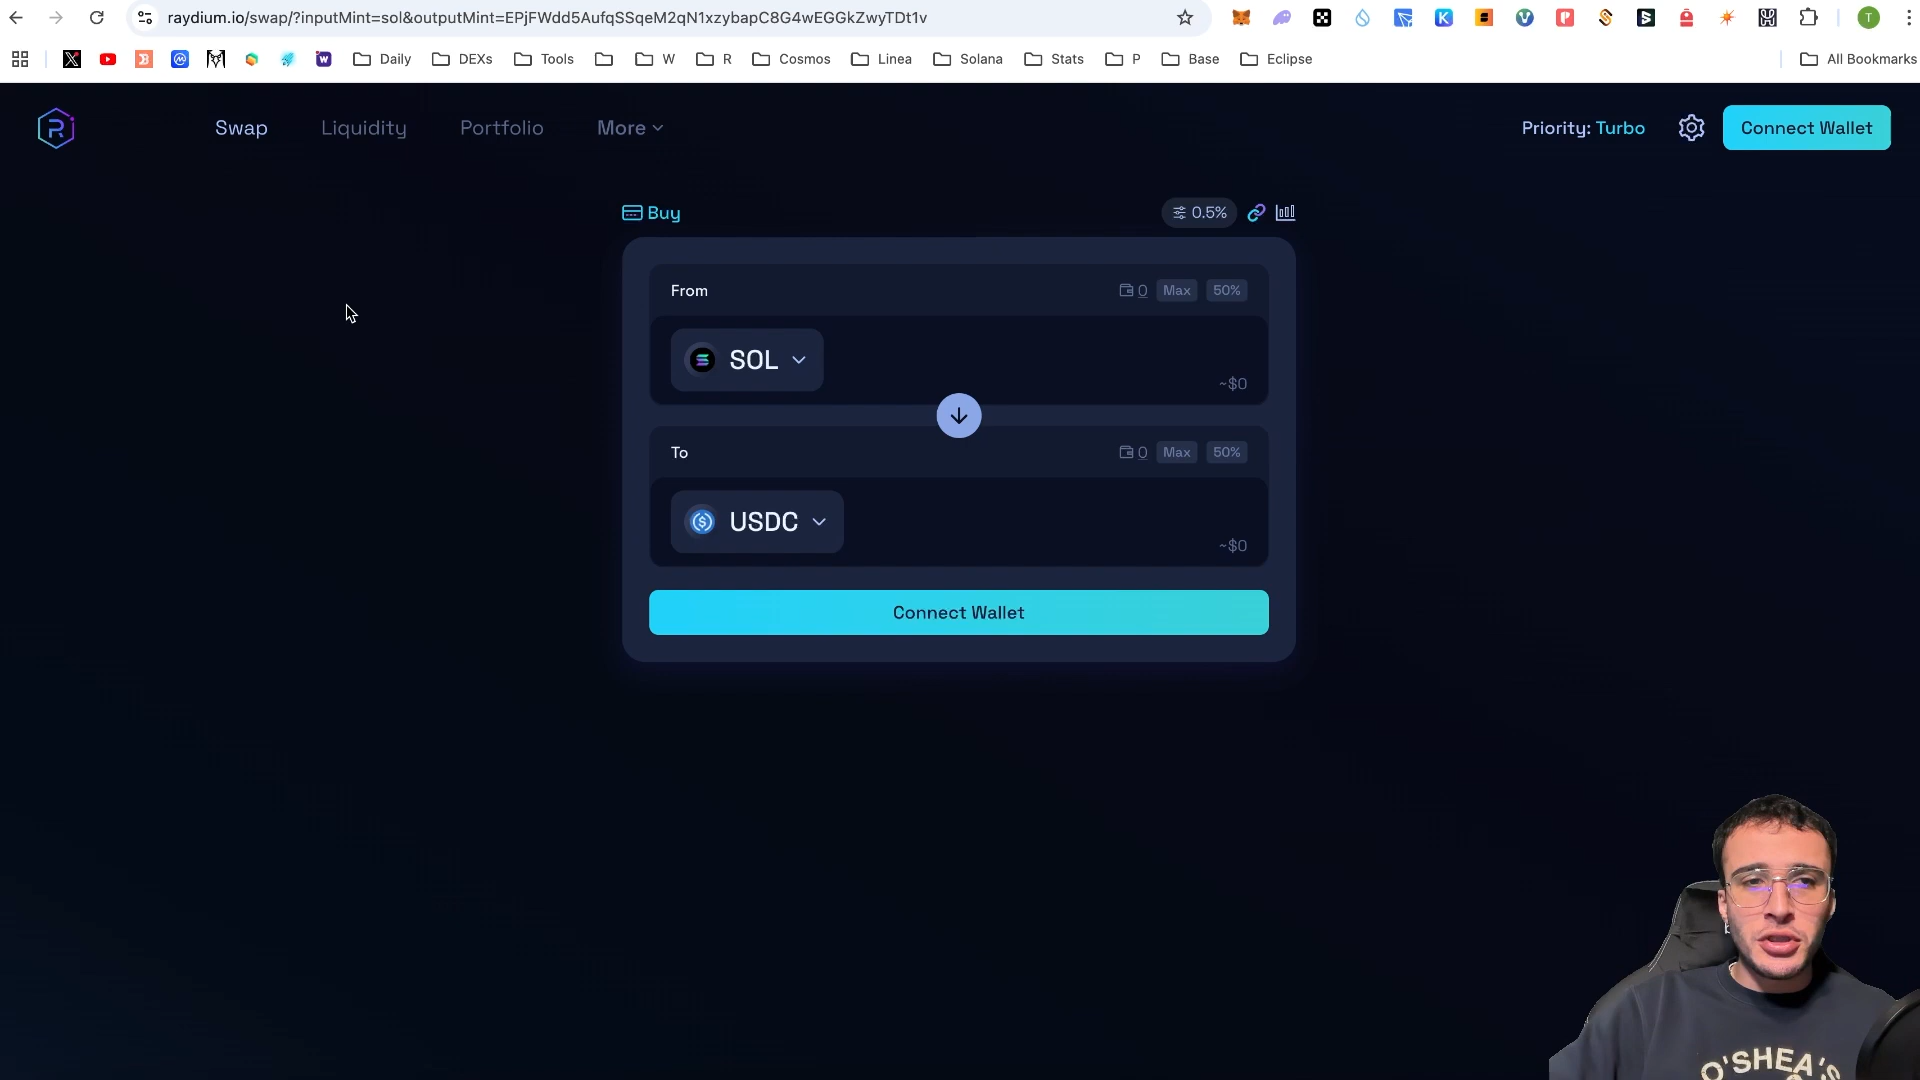 raydium.io/swap/?inputMint=sol&outputMint=EPjFWdd5AufqSSqeM2qN1xzybapC8G4wEGGkZwyTDt1v
T
Daily DEXs Tools W R Cosmos Linea Solana Stats P Base Eclipse All Bookmarks
Swap Liquidity Portfolio More Priority: Turbo Connect Wallet
Buy 0.5%
From 0 Max 50%
SOL
~$0
To 0 Max 50%
USDC
~$0
Connect Wallet
O'SHEA'S